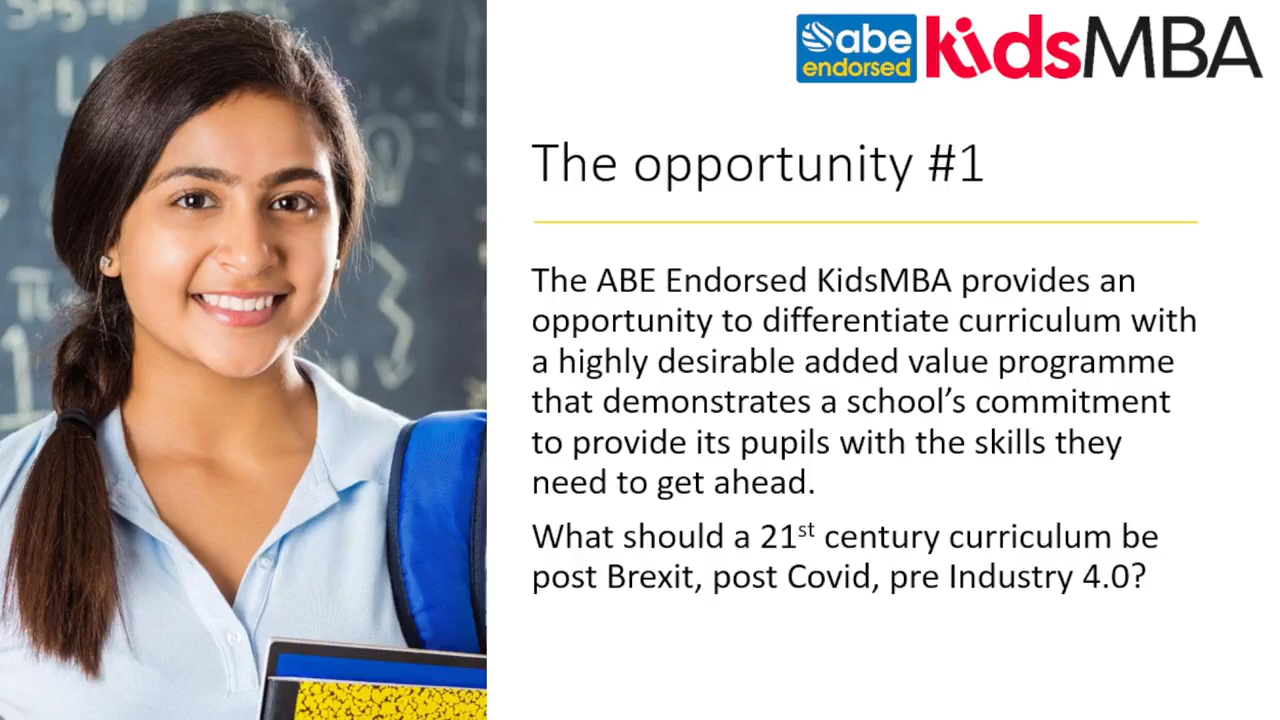 abe
endorsed
kidsMBA
The opportunity #1
The ABE Endorsed KidsMBA provides an
opportunity to differentiate curriculum with
a highly desirable added value programme
that demonstrates a school’s commitment
to provide its pupils with the skills they
need to get ahead.
What should a 21st century curriculum be
post Brexit, post Covid, pre Industry 4.0?